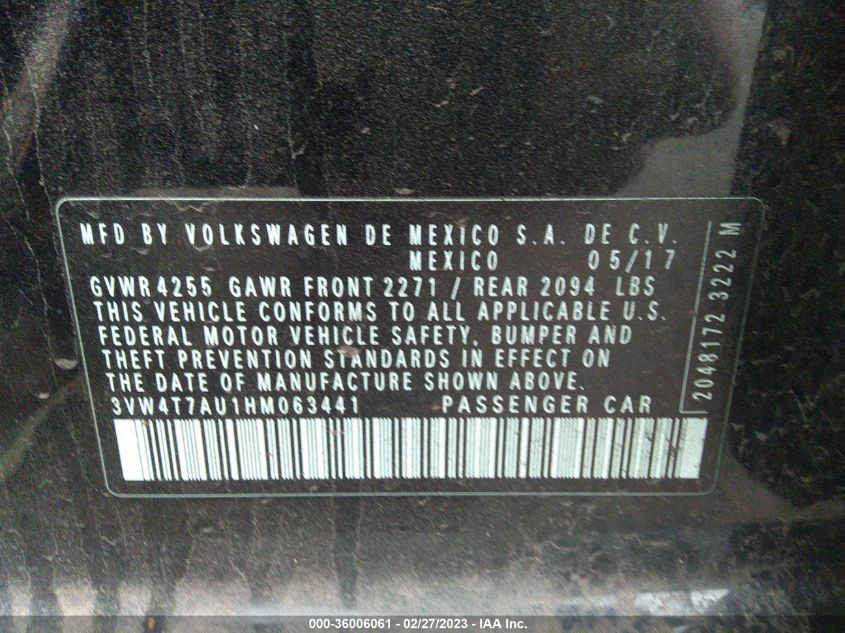 MFD BY VOLKSWAGEN DE MEXICO S.A. DE C.V.
MEXICO 05/17
GVWR 4255 GAWR FRONT 2271 / REAR 2094 LBS
THIS VEHICLE CONFORMS TO ALL APPLICABLE U.S.
FEDERAL MOTOR VEHICLE SAFETY, BUMPER AND
THEFT PREVENTION STANDARDS IN EFFECT ON
THE DATE OF MANUFACTURE SHOWN ABOVE.
3VW4T7AU1HM063441 PASSENGER CAR
2048172 3222 M
000-36006061 - 02/27/2023 - IAA Inc.